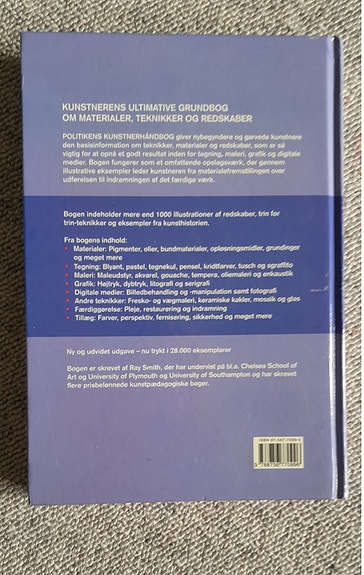 KUNSTNERENS ULTIMATIVE GRUNDBOG
OM MATERIALER, TEKNIKKER OG REDSKABER
POLITIKENS KUNSTNERHÅNDBOG giver nybegyndere og garvede kunstnere
den basisinformation om teknikker, materialer og redskaber, som er så
vigtig for at opnå et godt resultat inden for tegning, maleri, grafik og digitale
medier. Bogen fungerer som et omfattende opslagsværk, der gennem
illustrative eksempler leder kunstneren fra materialefremstillingen over
udførelsen til indramningen af det færdige værk.
Bogen indeholder mere end 1000 illustrationer af redskaber, trin for
trin-teknikker og eksempler fra kunsthistorien.
Fra bogens indhold:
• Materialer: Pigmenter, olier, bundmaterialer, opløsningsmidler, grundinger
og meget mere
• Tegning: Blyant, pastel, tegnekul, pensel, kridtfarver, tusch og sgraffito
• Maleri: Maleudstyr, akvarel, gouache, tempera, oliemaleri og enkaustik
• Grafik: Højtryk, dybtryk, litografi og serigrafi
• Digitale medier: Billedbehandling og -manipulation samt fotografi
• Andre teknikker: Fresko- og vægmaleri, keramiske kakler, mosaik og glas
• Færdiggørelse: Pleje, restaurering og indramning
• Tillæg: Farver, perspektiv, fernisering, sikkerhed og meget mere
Ny og udvidet udgave – nu trykt i 28.000 eksemplarer
Bogen er skrevet af Ray Smith, der har undervist på bl.a. Chelsea School of
Art og University of Plymouth og University of Southampton og har skrevet
flere prisbelønnede kunstpædagogiske bøger.
ISBN 87-567-7099-9
9 788756 770996